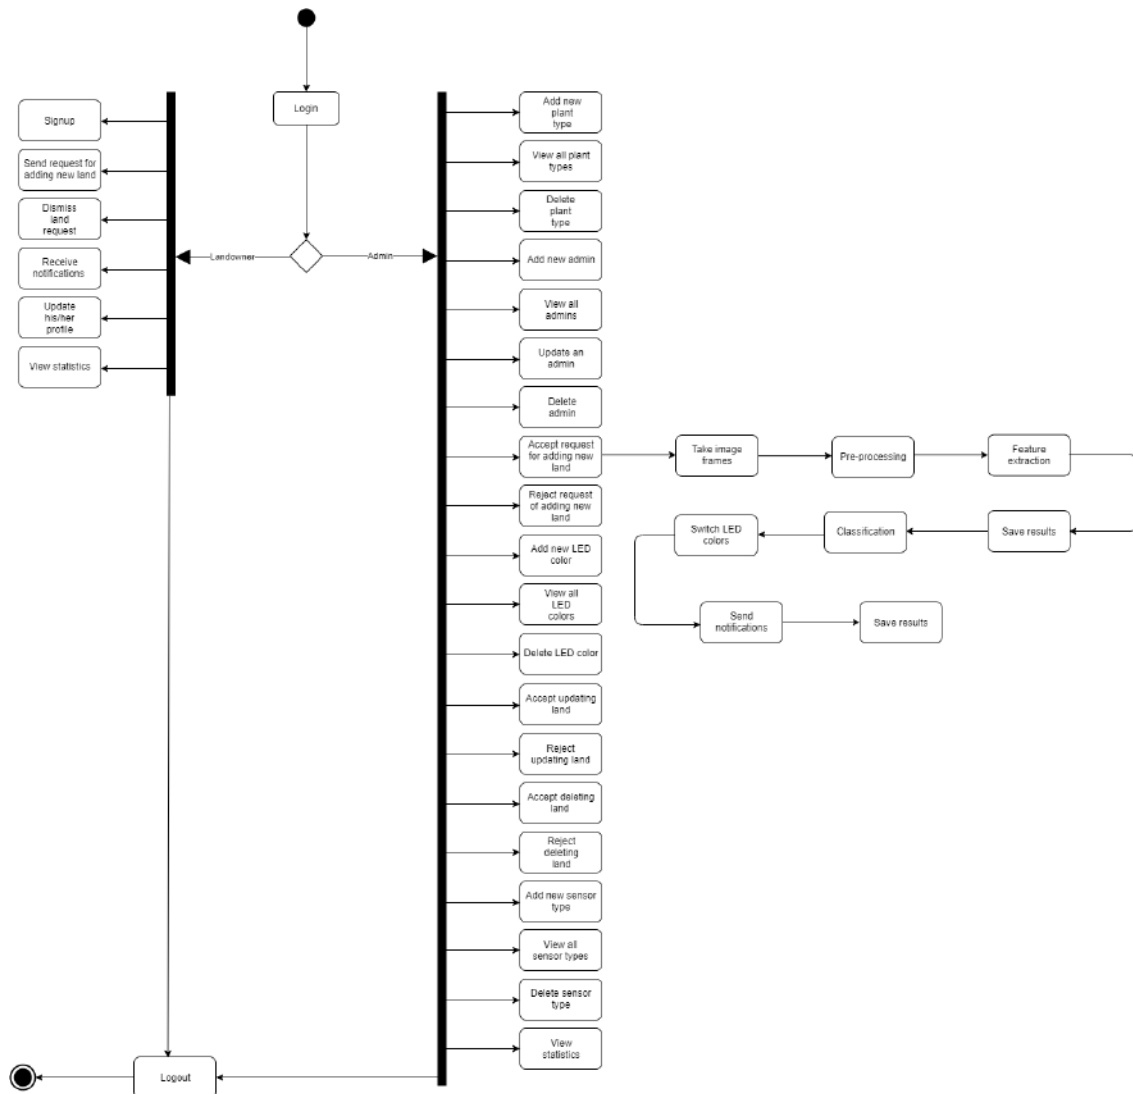 Login
Signup
Send request for
adding new land
Dismiss
land
request
Receive
notifications
Update
his/her
profile
View statistics
Landowner
Admin
Add new
plant
type
View all plant
types
Delete
plant
type
Add new admin
View all
admins
Update an
admin
Delete
admin
Accept request
for adding new
land
Take image
frames
Pre-processing
Feature
extraction
Reject request
of adding new
land
Switch LED
colors
Classification
Save results
Add new LED
color
View all
LED
colors
Send
notifications
Save results
Delete LED color
Accept updating
land
Reject
updating land
Accept deleting
land
Reject
deleting
land
Add new sensor
type
View all
sensor types
Delete sensor
type
View
statistics
Logout